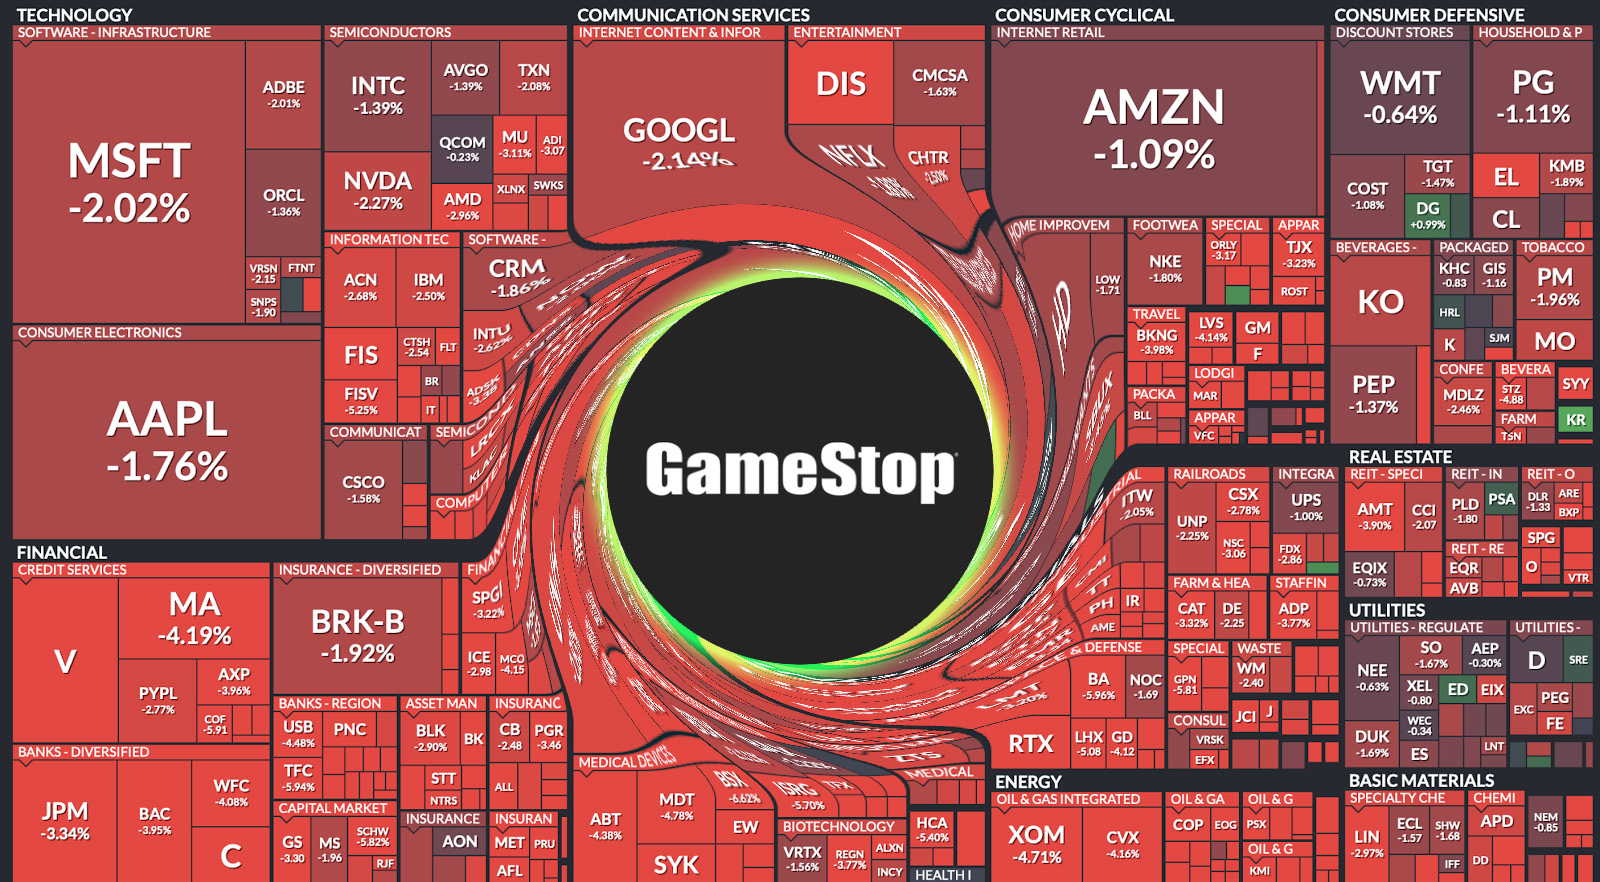 TECHNOLOGY
SOFTWARE - INFRASTRUCTURE
MSFT
-2.02%
ADBE
-2.01%
ORCL
-1.36%
VRSN
-2.15
FTNT
SNPS
-1.90
SEMICONDUCTORS
INTC
-1.39%
AVGO
-1.39%
TXN
-2.08%
QCOM
-0.23%
MU
-3.11%
ADI
-3.07
NVDA
-2.27%
AMD
-2.96%
XLNX
SWKS
INFORMATION TEC
ACN
-2.68%
IBM
-2.50%
FIS
CTSH
-2.54
FLT
FISV
-5.25%
BR
IT
SOFTWARE -
CRM
-1.86%
INTU
-2.62%
ADSK
CONSUMER ELECTRONICS
AAPL
-1.76%
COMMUNICAT
CSCO
-1.58%
SEMICOND
LRCX
KLAC
COMPUTER
COMMUNICATION SERVICES
INTERNET CONTENT & INFOR
GOOGL
-2.14%
ENTERTAINMENT
DIS
CMCSA
-1.63%
NFLX
CHTR
-2.50%
CONSUMER CYCLICAL
INTERNET RETAIL
AMZN
-1.09%
HOME IMPROVEM
LOW
-1.71
FOOTWEA
NKE
-1.80%
SPECIAL
ORLY
-3.17
APPAR
TJX
-3.23%
ROST
TRAVEL
BKNG
-3.98%
LVS
-4.14%
GM
F
LODGI
MAR
PACKA
BLL
APPAR
VFC
CONSUMER DEFENSIVE
DISCOUNT STORES
WMT
-0.64%
COST
-1.08%
TGT
-1.47%
DG
+0.99%
HOUSEHOLD & P
PG
-1.11%
EL
KMB
-1.89%
CL
BEVERAGES -
KO
PEP
-1.37%
PACKAGED
KHC
-0.83
GIS
-1.16
HRL
K
SJM
TOBACCO
PM
-1.96%
MO
CONFE
MDLZ
-2.46%
BEVERA
STZ
-4.88
FARM
TSN
SYY
KR
GameStop
FINANCIAL
CREDIT SERVICES
V
MA
-4.19%
PYPL
-2.77%
AXP
-3.96%
COF
-5.91
INSURANCE - DIVERSIFIED
BRK-B
-1.92%
FINANC
SPGI
-3.22%
ICE
-2.98
MCO
-4.15
BANKS - DIVERSIFIED
JPM
-3.34%
BAC
-3.95%
WFC
-4.08%
C
BANKS - REGION
USB
-4.48%
PNC
TFC
-5.94%
CAPITAL MARKET
GS
-3.30
MS
-1.96
SCHW
-5.82%
RJF
ASSET MAN
BLK
-2.90%
BK
STT
NTRS
INSURANCE
AON
INSURANC
CB
-2.48
PGR
-3.46
ALL
INSURAN
MET
PRU
AFL
MEDICAL DEVICES
ABT
-4.38%
MDT
-4.78%
BSX
-6.62%
EW
SYK
ISRG
-5.70%
TFX
BIOTECHNOLOGY
VRTX
-1.56%
REGN
-3.77%
ALXN
INCY
ZTS
MEDICAL
HCA
-5.40%
HEALTH I
TRIAL
ITW
-2.05%
CMI
TT
PH
IR
AME
& DEFENSE
LMT
BA
-5.96%
NOC
-1.69
RTX
LHX
-5.08
GD
-4.12
RAILROADS
UNP
-2.25%
CSX
-2.78%
NSC
-3.06
INTEGRA
UPS
-1.00%
FDX
-2.86
FARM & HEA
CAT
-3.32%
DE
-2.25
STAFFIN
ADP
-3.77%
SPECIAL
GPN
-5.81
WASTE
WM
-2.40
CONSUL
VRSK
EFX
JCI
J
REAL ESTATE
REIT - SPECI
AMT
-3.90%
CCI
-2.07
EQIX
-0.73%
REIT - IN
PLD
-1.80
PSA
REIT - O
DLR
-1.33
ARE
BXP
REIT - RE
EQR
AVB
SPG
O
VTR
UTILITIES
UTILITIES - REGULATE
NEE
-0.63%
SO
-1.67%
AEP
-0.30%
XEL
-0.80
ED
EIX
WEC
-0.34
DUK
-1.69%
ES
LNT
UTILITIES -
D
SRE
EXC
PEG
FE
ENERGY
OIL & GAS INTEGRATED
XOM
-4.71%
CVX
-4.16%
OIL & GA
COP
EOG
OIL & G
PSX
OIL & G
KMI
BASIC MATERIALS
SPECIALTY CHE
LIN
-2.97%
ECL
-1.57
SHW
-1.68
IFF
CHEMI
APD
DD
NEM
-0.85